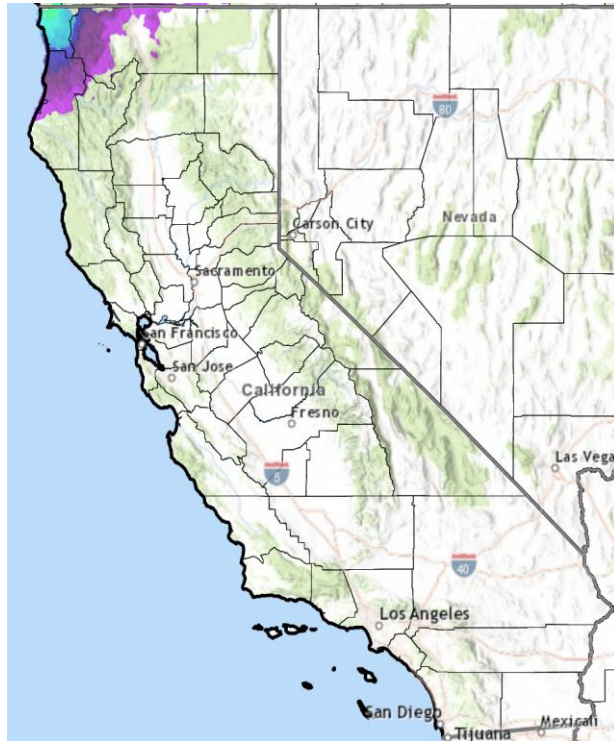 80
Carson City
Nevada
Sacramento
San Francisco
San Jose
California
Fresno
5
Las Vega
40
Los Angeles
San Diego
Tijuana
Mexicali